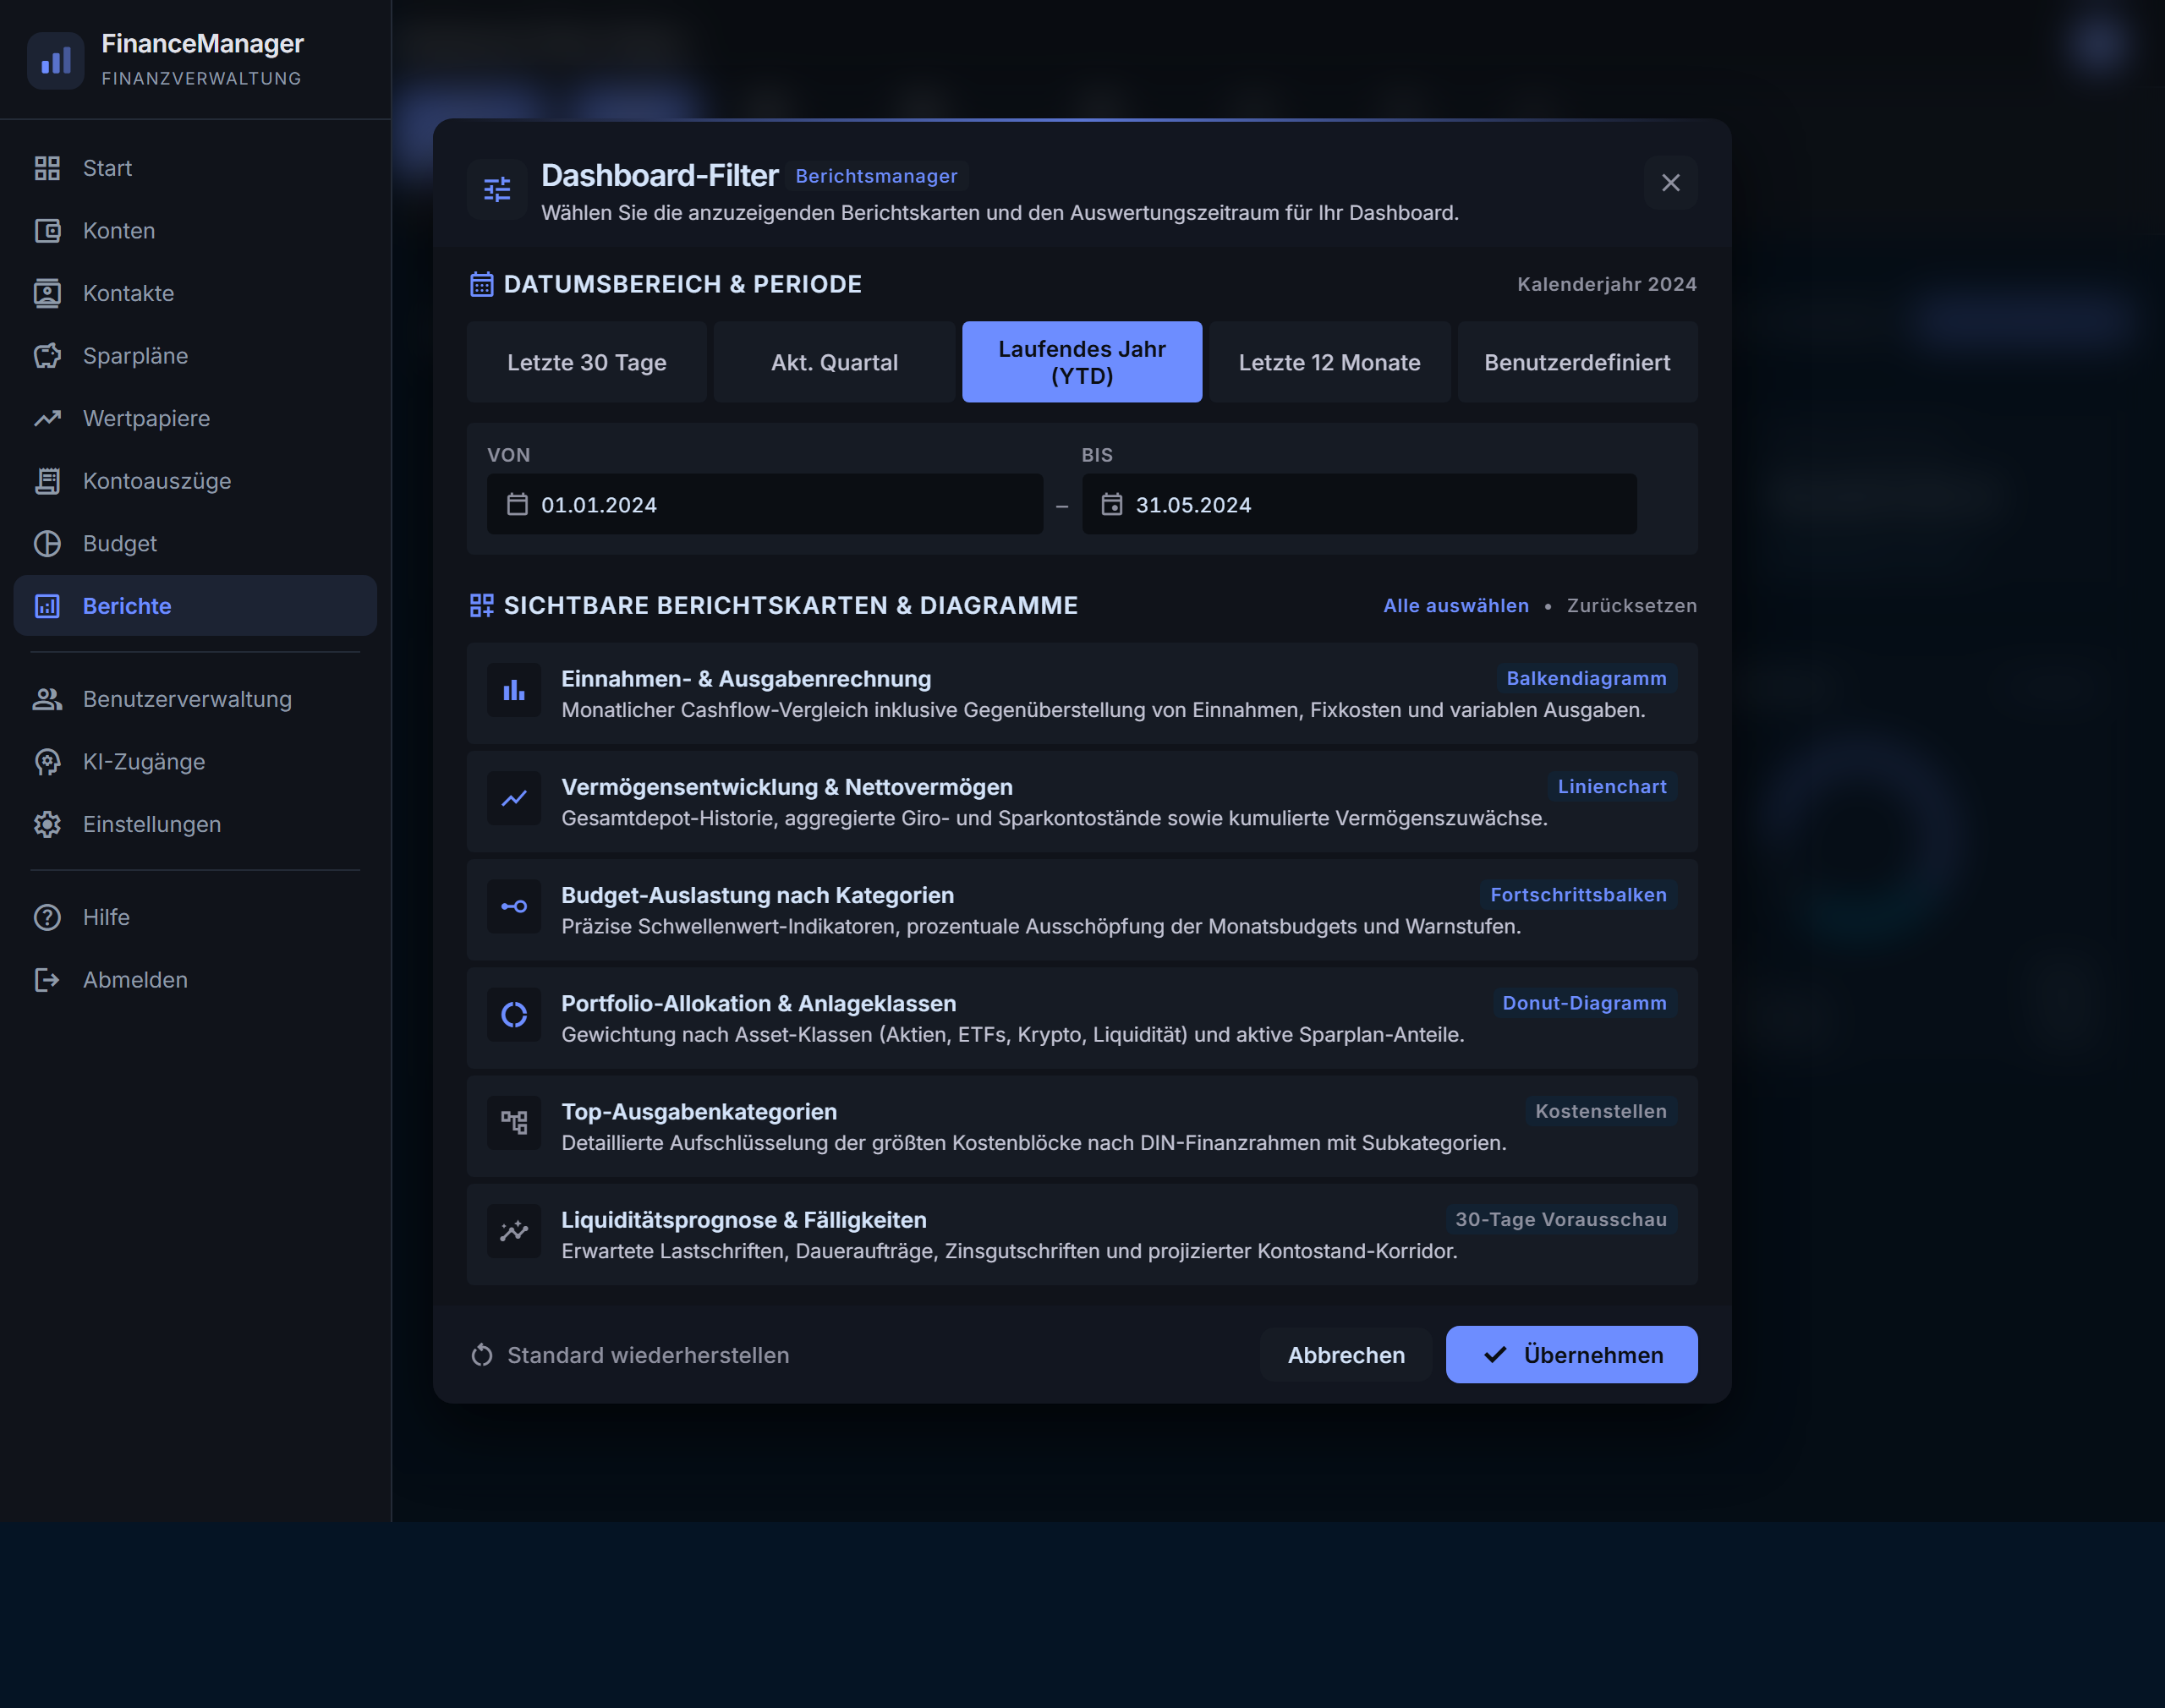 FinanceManager
FINANZVERWALTUNG
Start
Konten
Kontakte
Sparpläne
Wertpapiere
Kontoauszüge
Budget
Berichte
Benutzerverwaltung
KI-Zugänge
Einstellungen
Hilfe
Abmelden
Dashboard-Filter Berichtsmanager
Wählen Sie die anzuzeigenden Berichtskarten und den Auswertungszeitraum für Ihr Dashboard.
DATUMSBEREICH & PERIODE Kalenderjahr 2024
Letzte 30 Tage
Akt. Quartal
Laufendes Jahr
(YTD)
Letzte 12 Monate
Benutzerdefiniert
VON
01.01.2024
–
BIS
31.05.2024
SICHTBARE BERICHTSKARTEN & DIAGRAMME Alle auswählen • Zurücksetzen
Einnahmen- & Ausgabenrechnung Balkendiagramm
Monatlicher Cashflow-Vergleich inklusive Gegenüberstellung von Einnahmen, Fixkosten und variablen Ausgaben.
Vermögensentwicklung & Nettovermögen Linienchart
Gesamtdepot-Historie, aggregierte Giro- und Sparkontostände sowie kumulierte Vermögenszuwächse.
Budget-Auslastung nach Kategorien Fortschrittsbalken
Präzise Schwellenwert-Indikatoren, prozentuale Ausschöpfung der Monatsbudgets und Warnstufen.
Portfolio-Allokation & Anlageklassen Donut-Diagramm
Gewichtung nach Asset-Klassen (Aktien, ETFs, Krypto, Liquidität) und aktive Sparplan-Anteile.
Top-Ausgabenkategorien Kostenstellen
Detaillierte Aufschlüsselung der größten Kostenblöcke nach DIN-Finanzrahmen mit Subkategorien.
Liquiditätsprognose & Fälligkeiten 30-Tage Vorausschau
Erwartete Lastschriften, Daueraufträge, Zinsgutschriften und projizierter Kontostand-Korridor.
Standard wiederherstellen
Abbrechen
Übernehmen